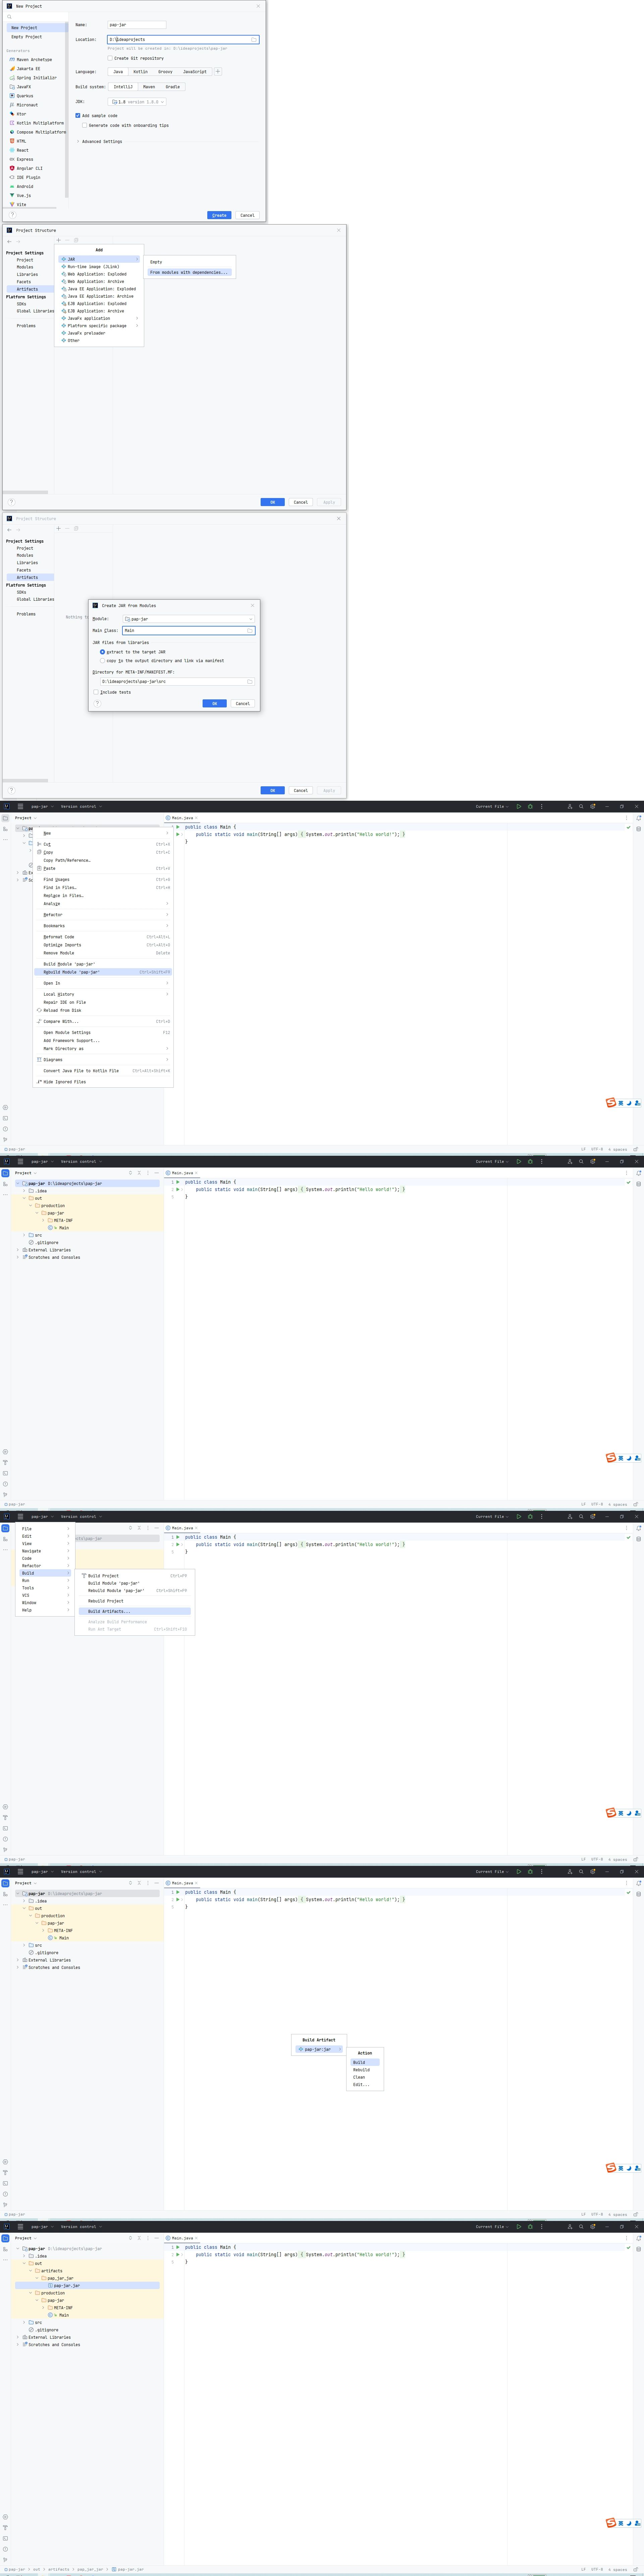 New Project
New Project
Empty Project
Generators
Maven Archetype
Jakarta EE
Spring Initializr
JavaFX
Quarkus
Micronaut
Ktor
Kotlin Multiplatform
Compose Multiplatform
HTML
React
Express
Angular CLI
IDE Plugin
Android
Vue.js
Vite
Name: pap-jar
Location: D:\ideaprojects
Project will be created in: D:\ideaprojects\pap-jar
Create Git repository
Language: Java Kotlin Groovy JavaScript +
Build system: IntelliJ Maven Gradle
JDK: 1.8 version 1.8.0
Add sample code
Generate code with onboarding tips
Advanced Settings
? Create Cancel
Project Structure
Project Settings
Project
Modules
Libraries
Facets
Artifacts
Platform Settings
SDKs
Global Libraries
Problems
Add
JAR
Run-time image (JLink)
Web Application: Exploded
Web Application: Archive
Java EE Application: Exploded
Java EE Application: Archive
EJB Application: Exploded
EJB Application: Archive
JavaFx application
Platform specific package
JavaFx preloader
Other
Empty
From modules with dependencies...
? OK Cancel Apply
Project Structure
Project Settings
Project
Modules
Libraries
Facets
Artifacts
Platform Settings
SDKs
Global Libraries
Problems
Create JAR from Modules
Module: pap-jar
Main Class: Main
JAR files from libraries
extract to the target JAR
copy to the output directory and link via manifest
Directory for META-INF/MANIFEST.MF:
D:\ideaprojects\pap-jar\src
Include tests
? OK Cancel
? OK Cancel Apply
pap-jar Version control Current File
Project Main.java
1 public class Main {
2 public static void main(String[] args) { System.out.println("Hello world!"); }
}
New
Cut Ctrl+X
Copy Ctrl+C
Copy Path/Reference…
Paste Ctrl+V
Find Usages
Find in Files…
Replace in Files…
Analyze
Refactor
Bookmarks
Reformat Code Ctrl+Alt+L
Optimize Imports Ctrl+Alt+O
Remove Module Delete
Build Module 'pap-jar'
Rebuild Module 'pap-jar' Ctrl+Shift+F9
Open In
Local History
Repair IDE on File
Reload from Disk
Compare With... Ctrl+D
Open Module Settings F12
Add Framework Support...
Mark Directory as
Diagrams
Convert Java File to Kotlin File Ctrl+Alt+Shift+K
Hide Ignored Files
英
pap-jar LF UTF-8 4 spaces
pap-jar Version control Current File
Project Main.java
pap-jar D:\ideaprojects\pap-jar
.idea
out
production
pap-jar
META-INF
Main
src
.gitignore
External Libraries
Scratches and Consoles
1 public class Main {
2 public static void main(String[] args) { System.out.println("Hello world!"); }
}
英
pap-jar LF UTF-8 4 spaces
pap-jar Version control Current File
Main.java
File
Edit
View
Navigate
Code
Refactor
Build
Run
Tools
VCS
Window
Help
Build Project Ctrl+F9
Build Module 'pap-jar'
Rebuild Module 'pap-jar' Ctrl+Shift+F9
Rebuild Project
Build Artifacts...
Analyze Build Performance
Run Ant Target Ctrl+Shift+F10
1 public class Main {
2 public static void main(String[] args) { System.out.println("Hello world!"); }
}
英
pap-jar LF UTF-8 4 spaces
pap-jar Version control Current File
Project Main.java
pap-jar D:\ideaprojects\pap-jar
.idea
out
production
pap-jar
META-INF
Main
src
.gitignore
External Libraries
Scratches and Consoles
1 public class Main {
2 public static void main(String[] args) { System.out.println("Hello world!"); }
}
Build Artifact
pap-jar:jar
Action
Build
Rebuild
Clean
Edit...
英
pap-jar LF UTF-8 4 spaces
pap-jar Version control Current File
Project Main.java
pap-jar D:\ideaprojects\pap-jar
.idea
out
artifacts
pap_jar_jar
pap-jar.jar
production
pap-jar
META-INF
Main
src
.gitignore
External Libraries
Scratches and Consoles
1 public class Main {
2 public static void main(String[] args) { System.out.println("Hello world!"); }
}
英
pap-jar > out > artifacts > pap_jar_jar > pap-jar.jar LF UTF-8 4 spaces